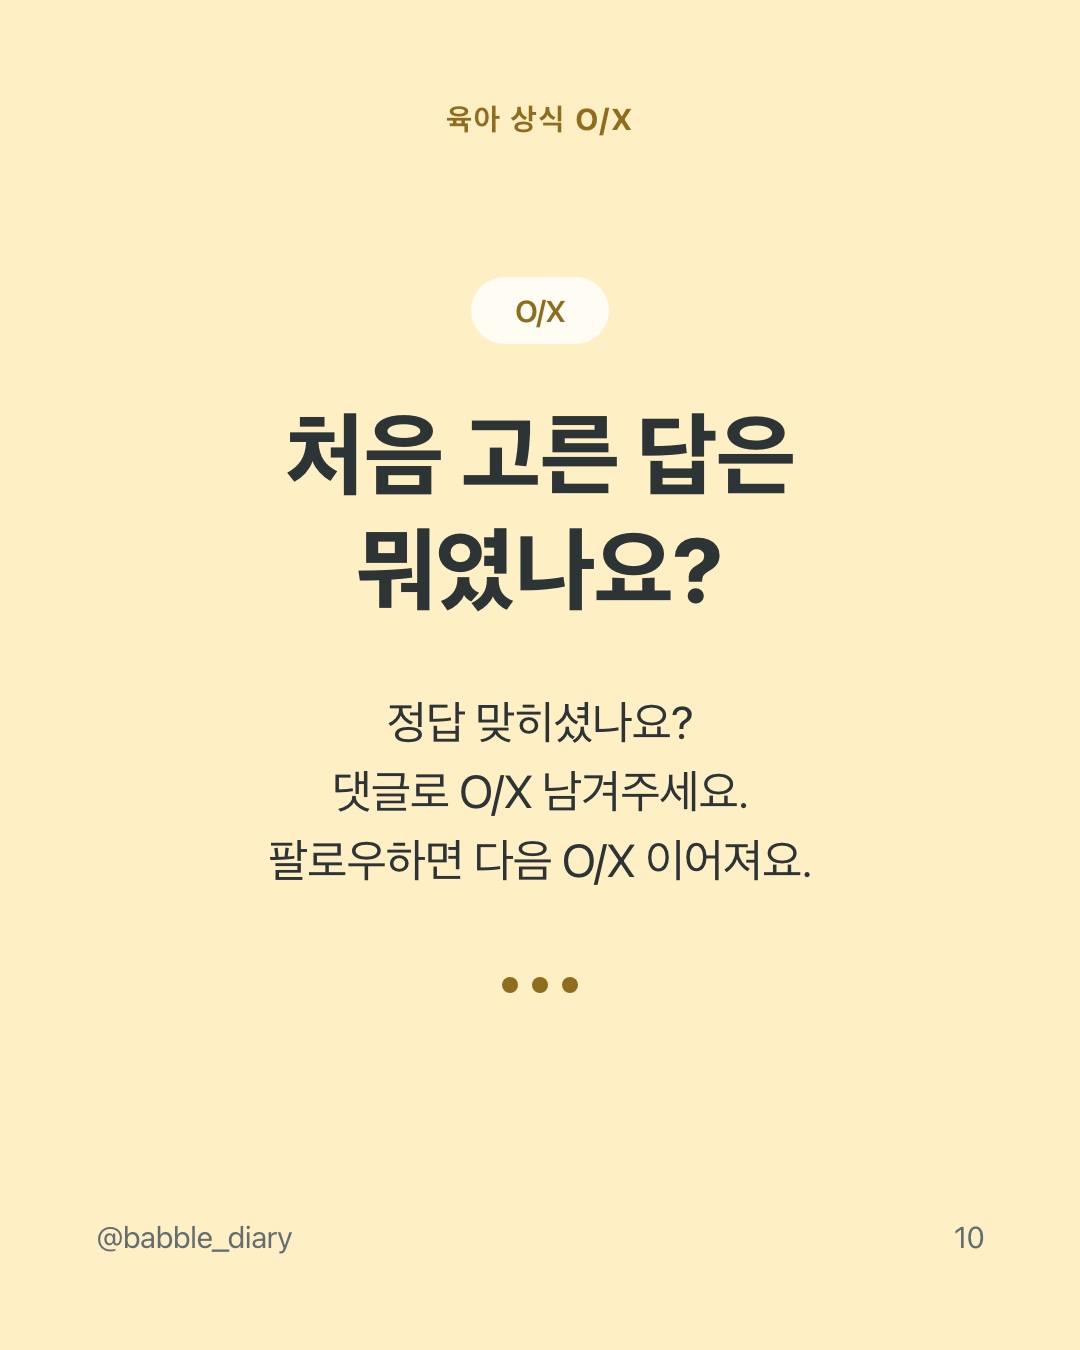 육아 상식 O/X
O/X
처음 고른 답은
뭐였나요?
정답 맞히셨나요?
댓글로 O/X 남겨주세요.
팔로우하면 다음 O/X 이어져요.
@babble_diary
10